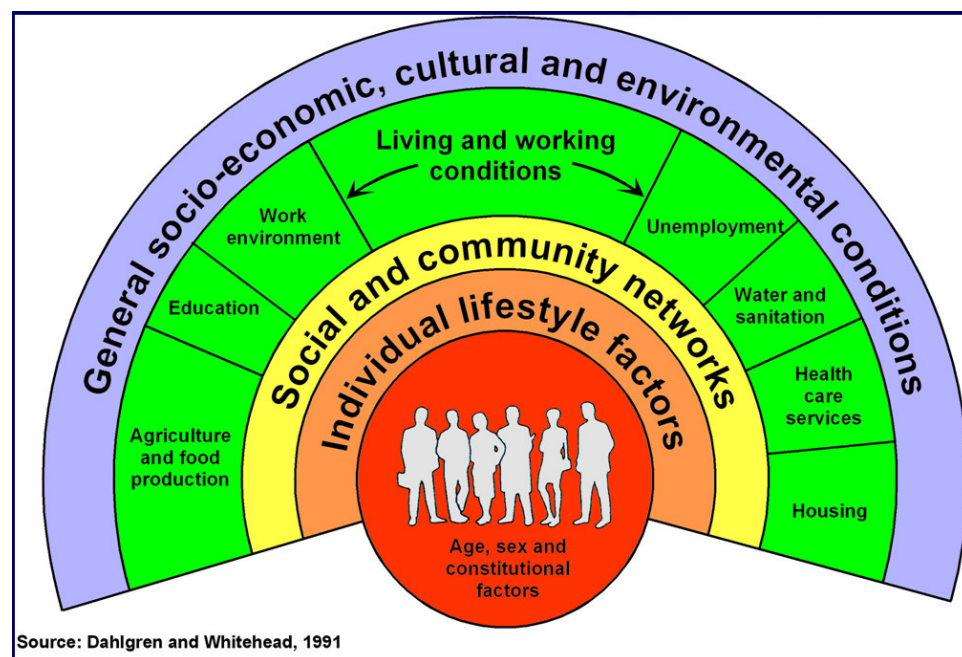 General socio-economic, cultural and environmental conditions
Living and working
conditions
Work
environment
Unemployment
Education
Water and
sanitation
Agriculture
and food
production
Health
care
services
Housing
Social and community networks
Individual lifestyle factors
Age, sex and
constitutional
factors
Source: Dahlgren and Whitehead, 1991